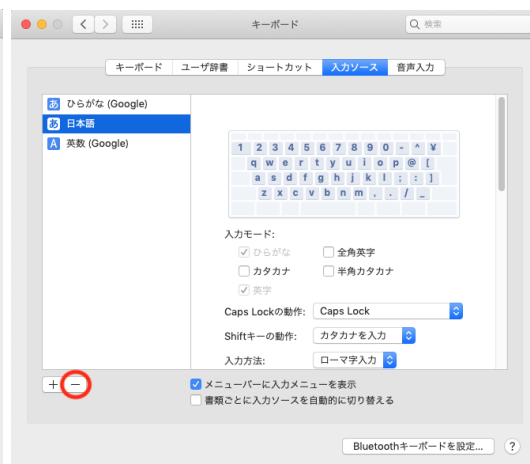 キーボード
検索
キーボード ユーザ辞書 ショートカット 入力ソース 音声入力
あ ひらがな (Google)
あ 日本語
A 英数 (Google)
1 2 3 4 5 6 7 8 9 0 - ^ ¥
q w e r t y u i o p @ [
a s d f g h j k l ; : ]
z x c v b n m , . / _
入力モード:
ひらがな 全角英字
カタカナ 半角カタカナ
英字
Caps Lockの動作: Caps Lock
Shiftキーの動作: カタカナを入力
入力方法: ローマ字入力
+ −
メニューバーに入力メニューを表示
書類ごとに入力ソースを自動的に切り替える
Bluetoothキーボードを設定... ?